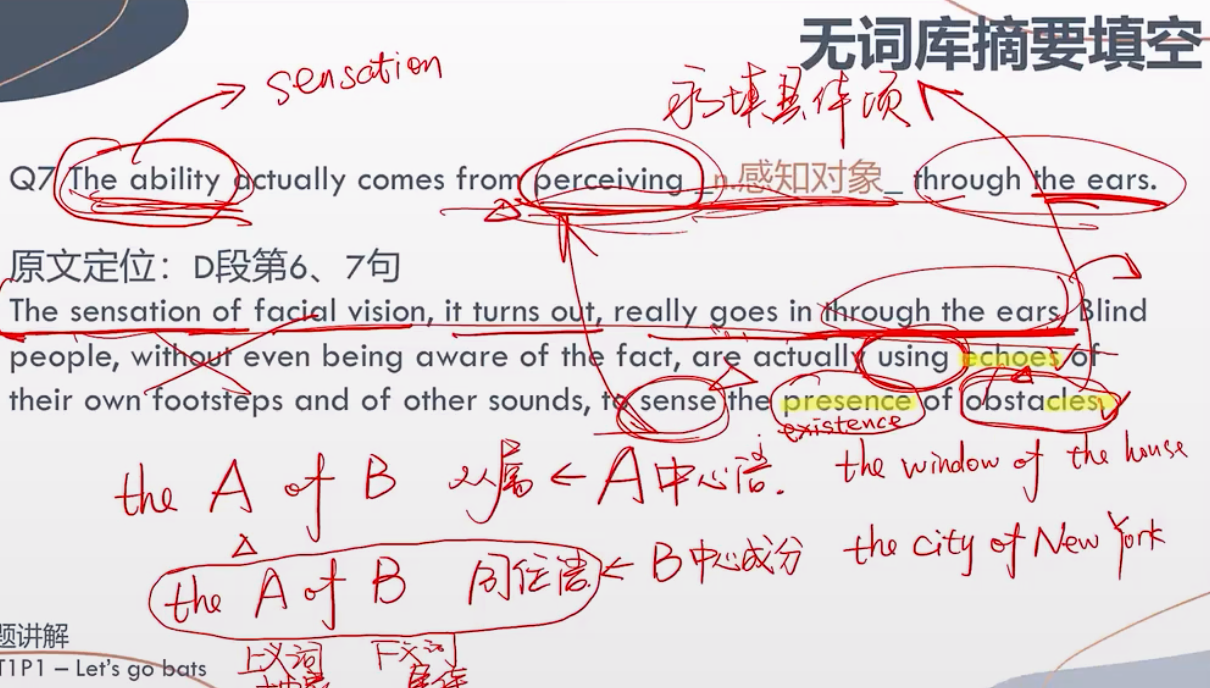 无词库摘要填空
sensation
永填具体项
Q7 The ability actually comes from perceiving _n.感知对象_ through the ears.
原文定位：D段第6、7句
The sensation of facial vision, it turns out, really goes in through the ears. Blind
people, without even being aware of the fact, are actually using echoes of
their own footsteps and of other sounds, to sense the presence of obstacles.
existence
the A of B 从属 ← A 中心语. the window of the house
the A of B 同位语 ← B 中心成分 the city of New York
上义词 下义词
题讲解
T1P1 – Let's go bats